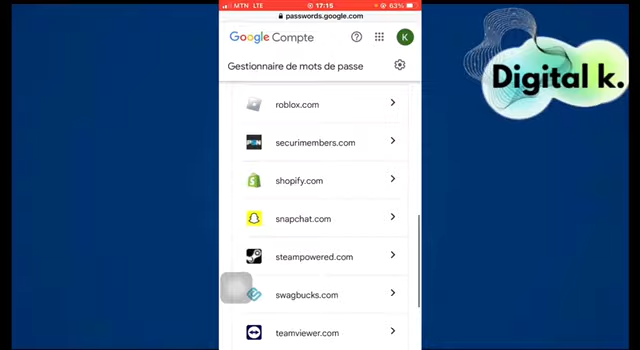 MTN LTE 17:15 63%
passwords.google.com
Google Compte K
Gestionnaire de mots de passe
roblox.com
securimembers.com
shopify.com
snapchat.com
steampowered.com
swagbucks.com
teamviewer.com
Digital k.